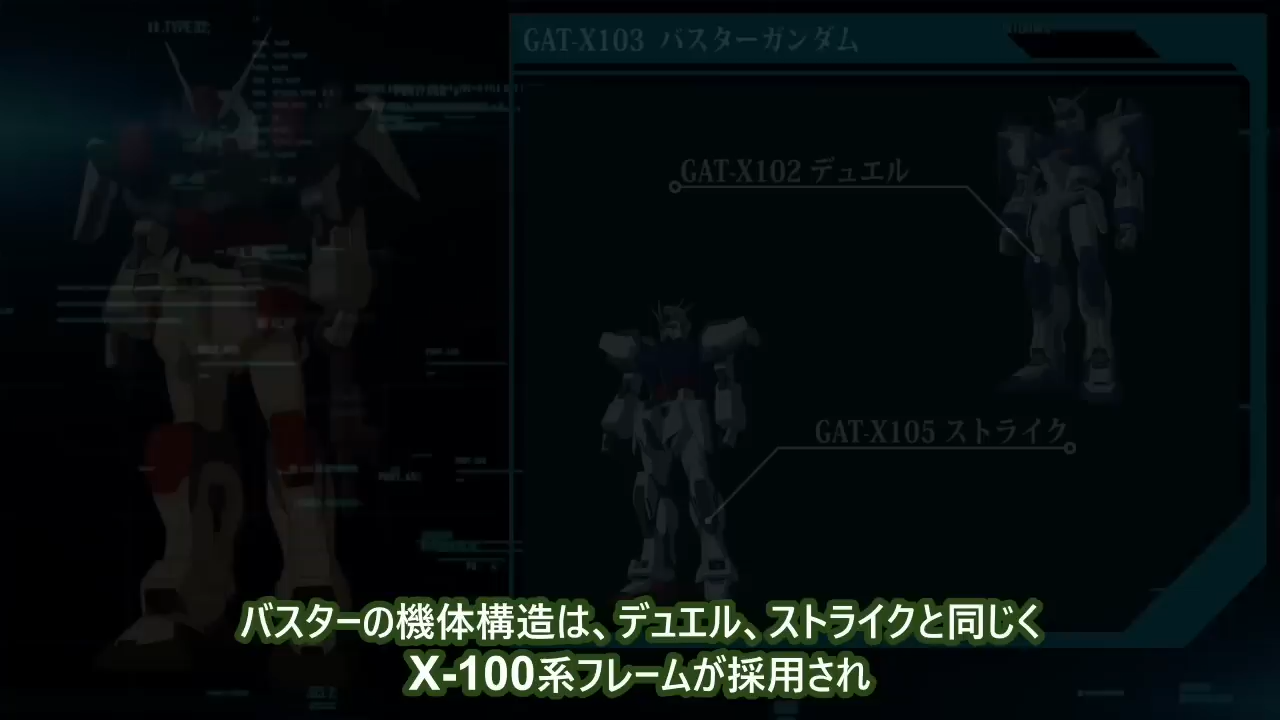 GAT-X103 バスターガンダム
GAT-X102 デュエル
GAT-X105 ストライク
バスターの機体構造は、デュエル、ストライクと同じく
X-100系フレームが採用され